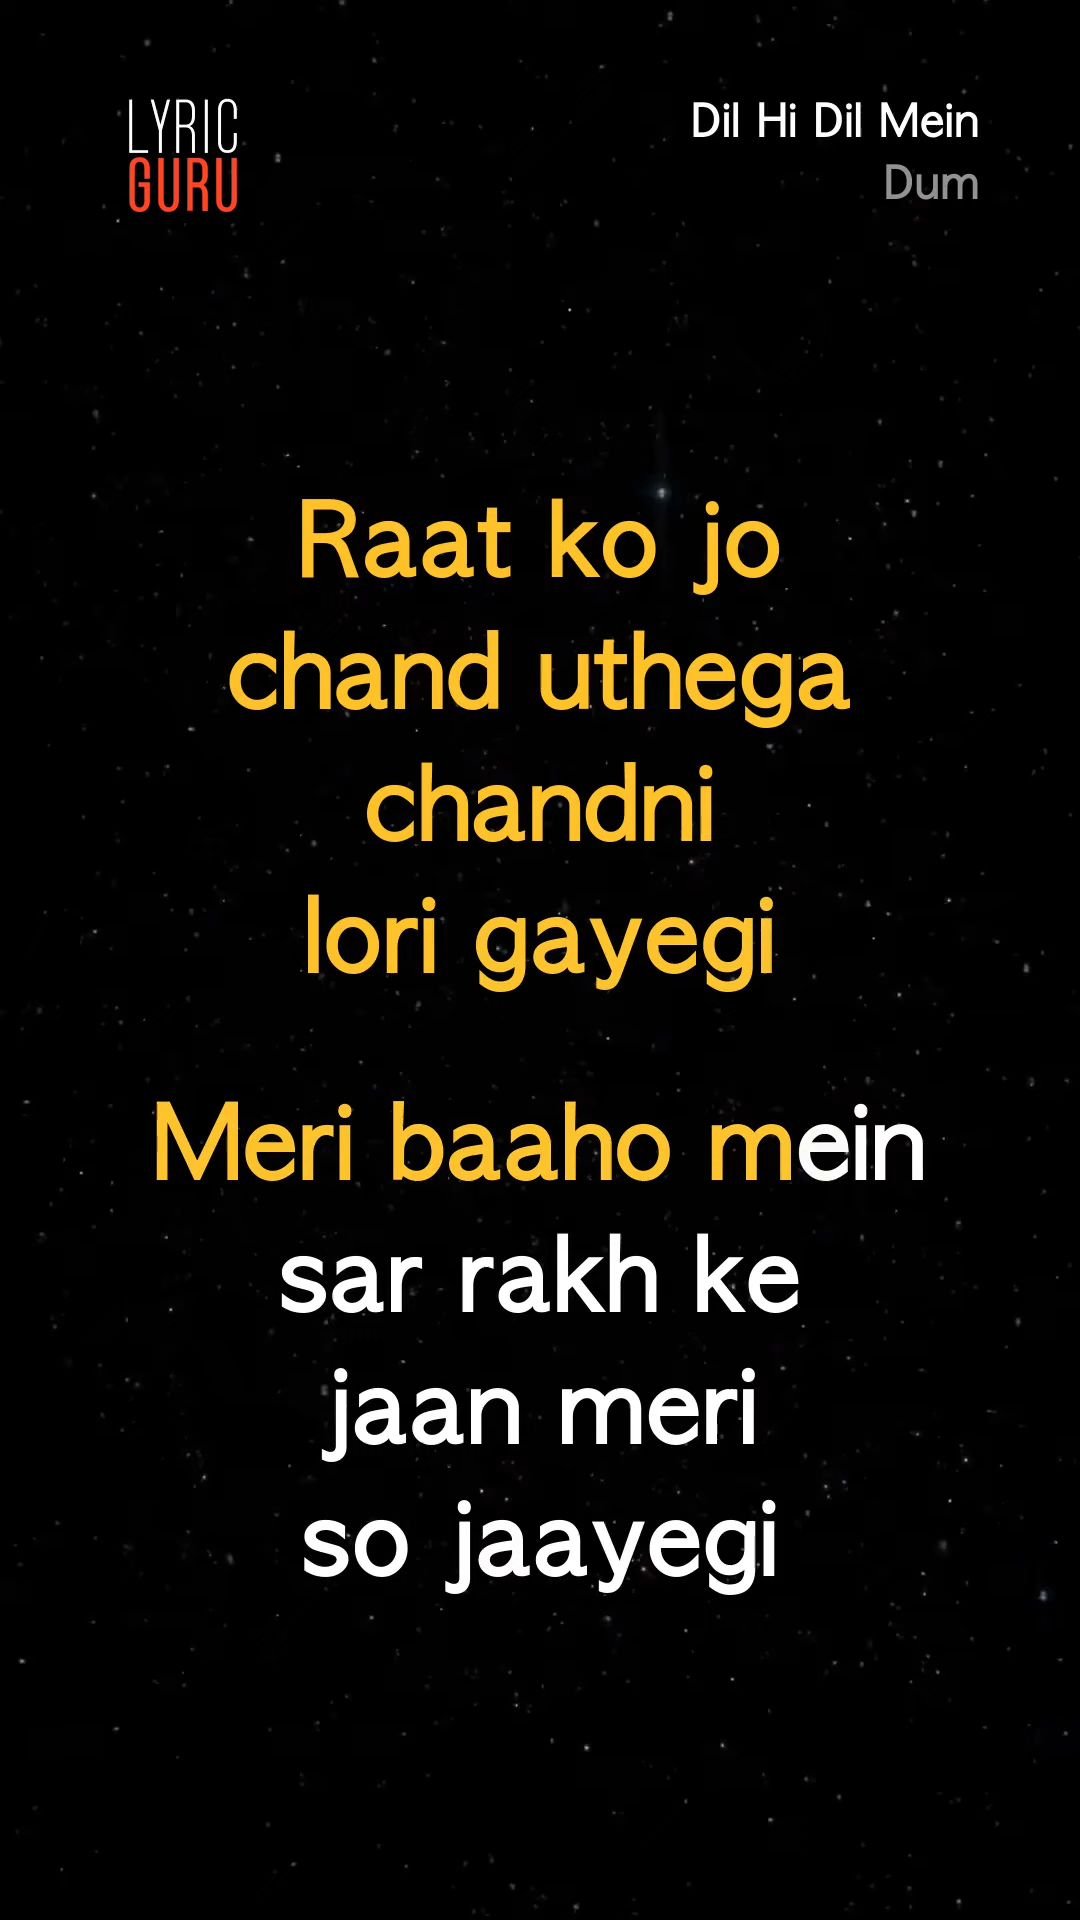 LYRIC
GURU
Dil Hi Dil Mein
Dum
Raat ko jo
chand uthega
chandni
lori gayegi
Meri baaho mein
sar rakh ke
jaan meri
so jaayegi